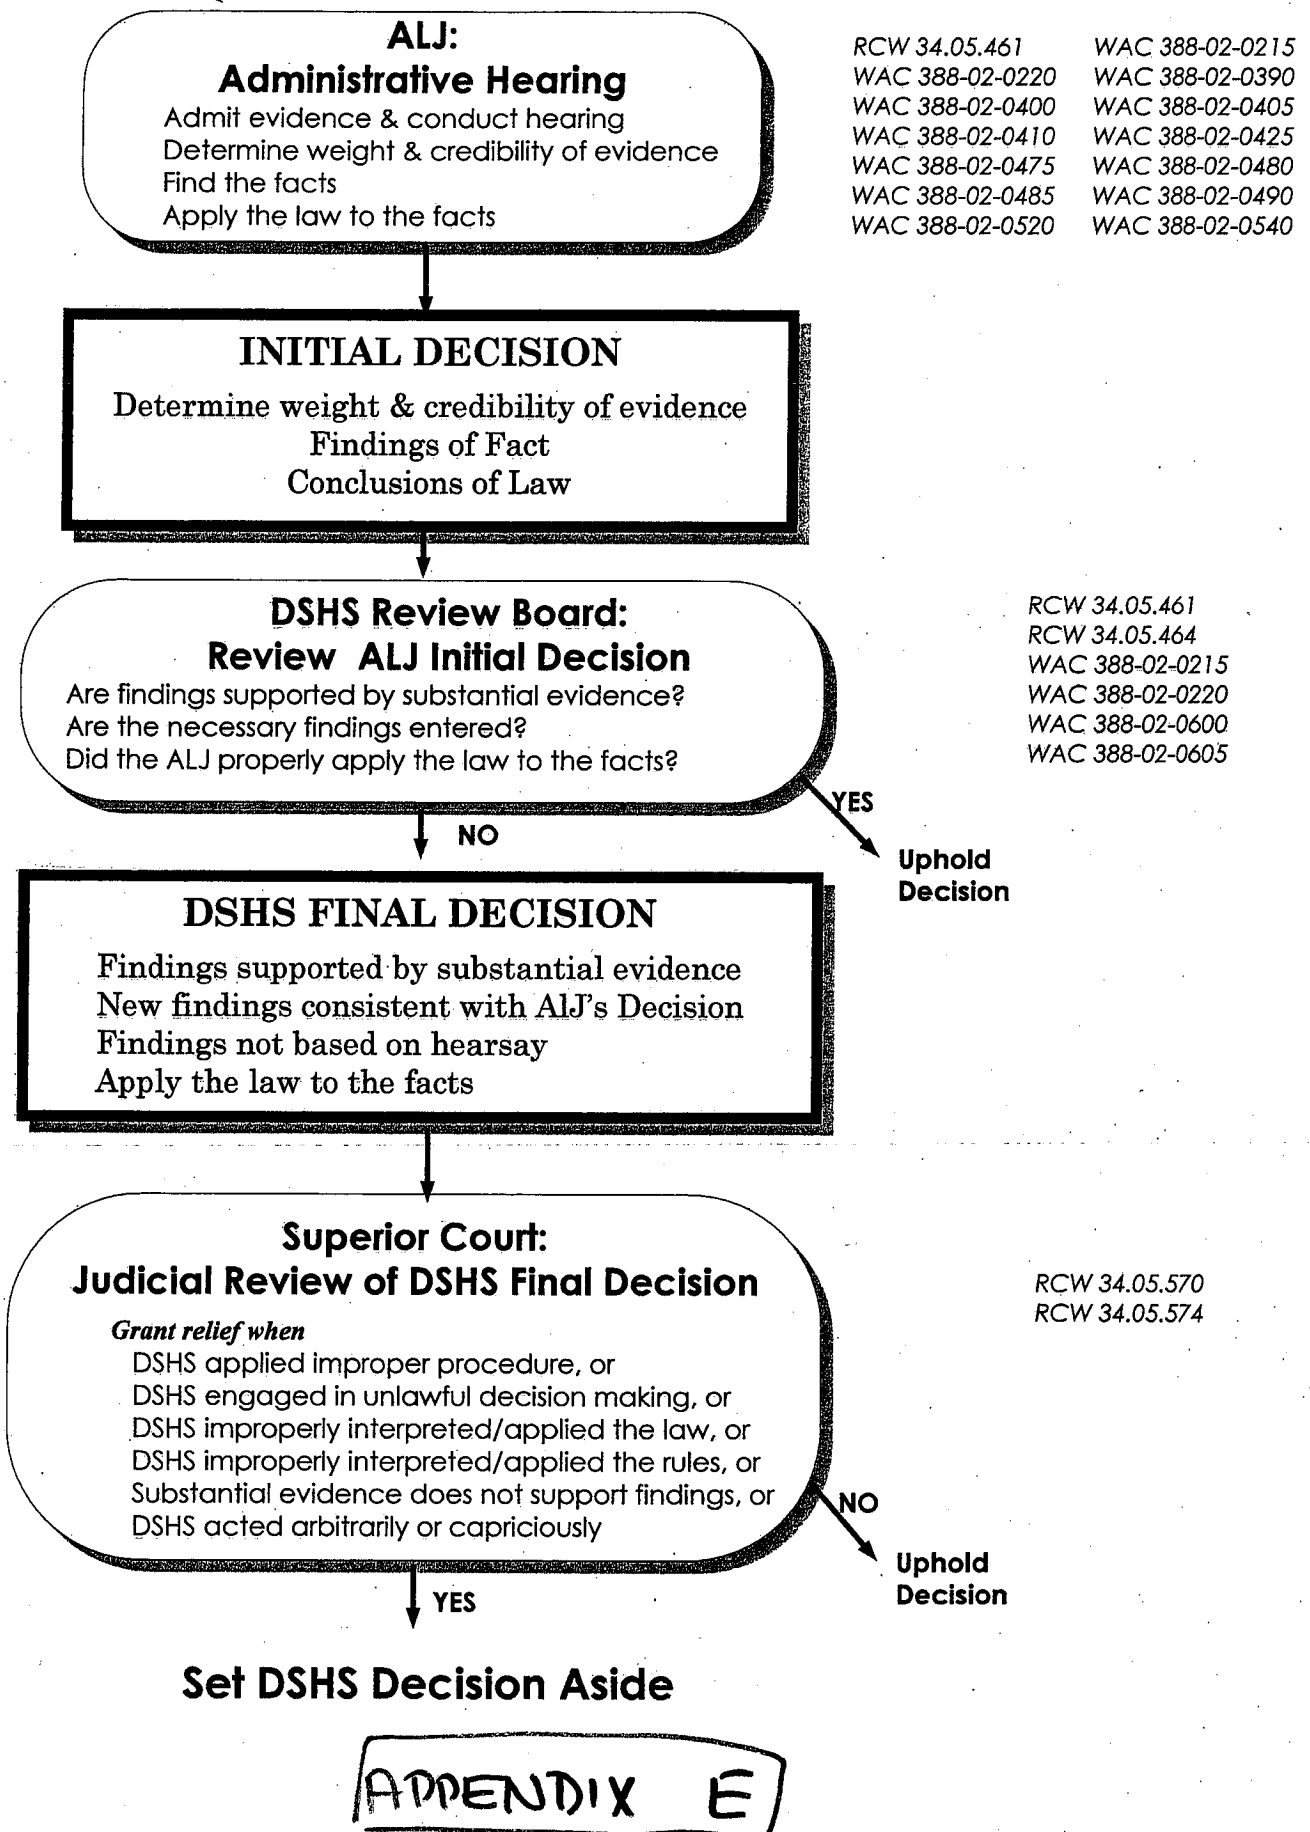 ALJ:
Administrative Hearing
Admit evidence & conduct hearing
Determine weight & credibility of evidence
Find the facts
Apply the law to the facts
RCW 34.05.461 WAC 388-02-0215
WAC 388-02-0220 WAC 388-02-0390
WAC 388-02-0400 WAC 388-02-0405
WAC 388-02-0410 WAC 388-02-0425
WAC 388-02-0475 WAC 388-02-0480
WAC 388-02-0485 WAC 388-02-0490
WAC 388-02-0520 WAC 388-02-0540
INITIAL DECISION
Determine weight & credibility of evidence
Findings of Fact
Conclusions of Law
DSHS Review Board:
Review ALJ Initial Decision
Are findings supported by substantial evidence?
Are the necessary findings entered?
Did the ALJ properly apply the law to the facts?
RCW 34.05.461
RCW 34.05.464
WAC 388-02-0215
WAC 388-02-0220
WAC 388-02-0600
WAC 388-02-0605
YES
Uphold
Decision
NO
DSHS FINAL DECISION
Findings supported by substantial evidence
New findings consistent with AlJ's Decision
Findings not based on hearsay
Apply the law to the facts
Superior Court:
Judicial Review of DSHS Final Decision
Grant relief when
DSHS applied improper procedure, or
DSHS engaged in unlawful decision making, or
DSHS improperly interpreted/applied the law, or
DSHS improperly interpreted/applied the rules, or
Substantial evidence does not support findings, or
DSHS acted arbitrarily or capriciously
RCW 34.05.570
RCW 34.05.574
NO
Uphold
Decision
YES
Set DSHS Decision Aside
APPENDIX E